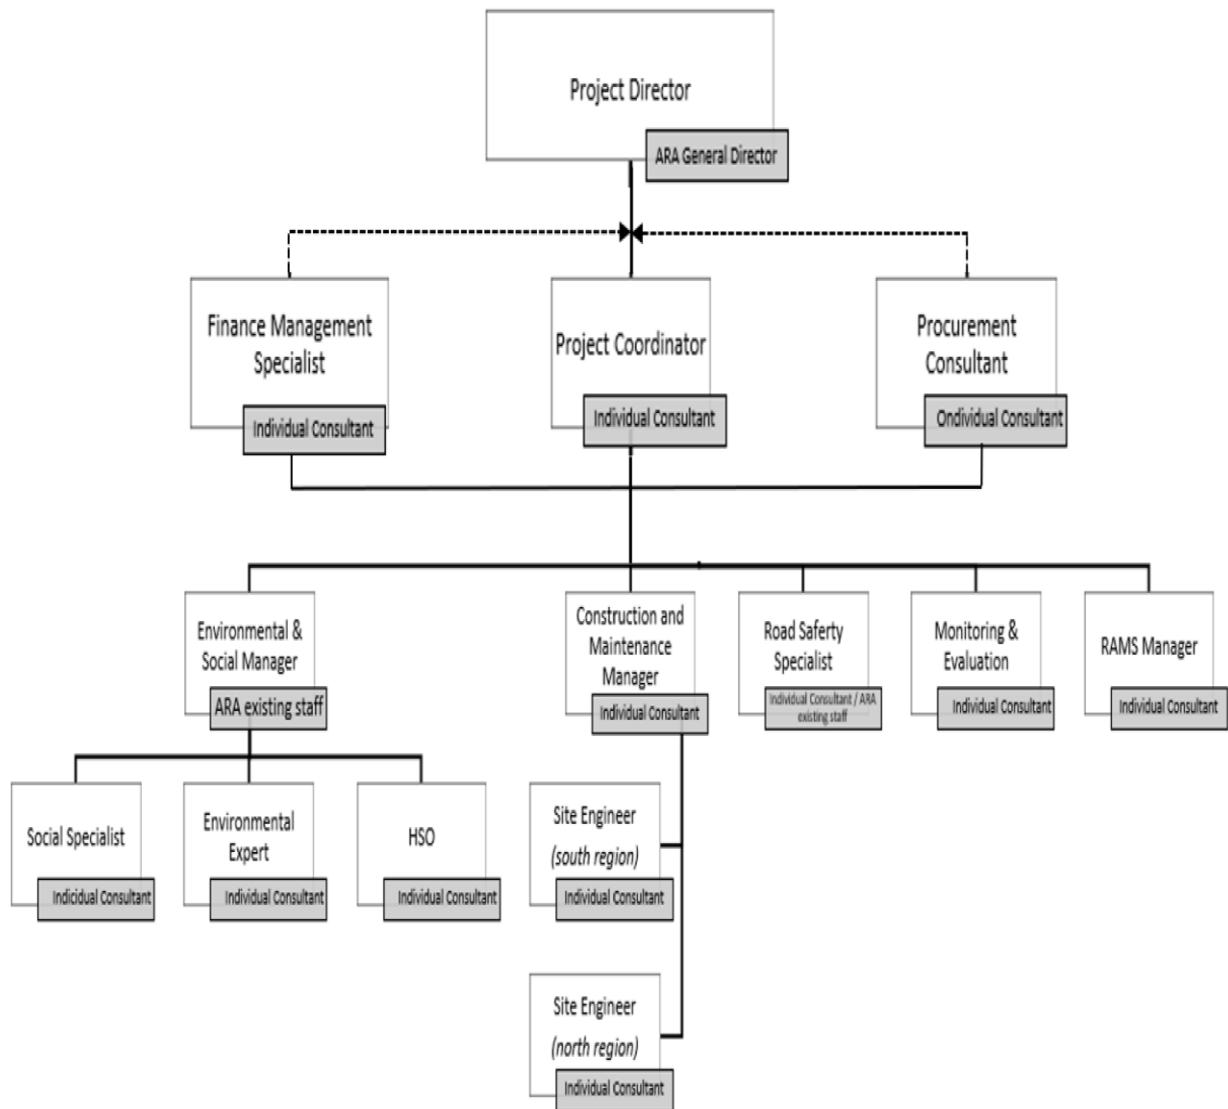 Project Director
ARA General Director
Finance Management
Specialist
Individual Consultant
Project Coordinator
Individual Consultant
Procurement
Consultant
Ondividual Consultant
Environmental &
Social Manager
ARA existing staff
Construction and
Maintenance
Manager
Individual Consultant
Road Saferty
Specialist
Individual Consultant / ARA
existing staff
Monitoring &
Evaluation
Individual Consultant
RAMS Manager
Individual Consultant
Social Specialist
Indicidual Consultant
Environmental
Expert
Individual Consultant
HSO
Individual Consultant
Site Engineer
(south region)
Individual Consultant
Site Engineer
(north region)
Individual Consultant